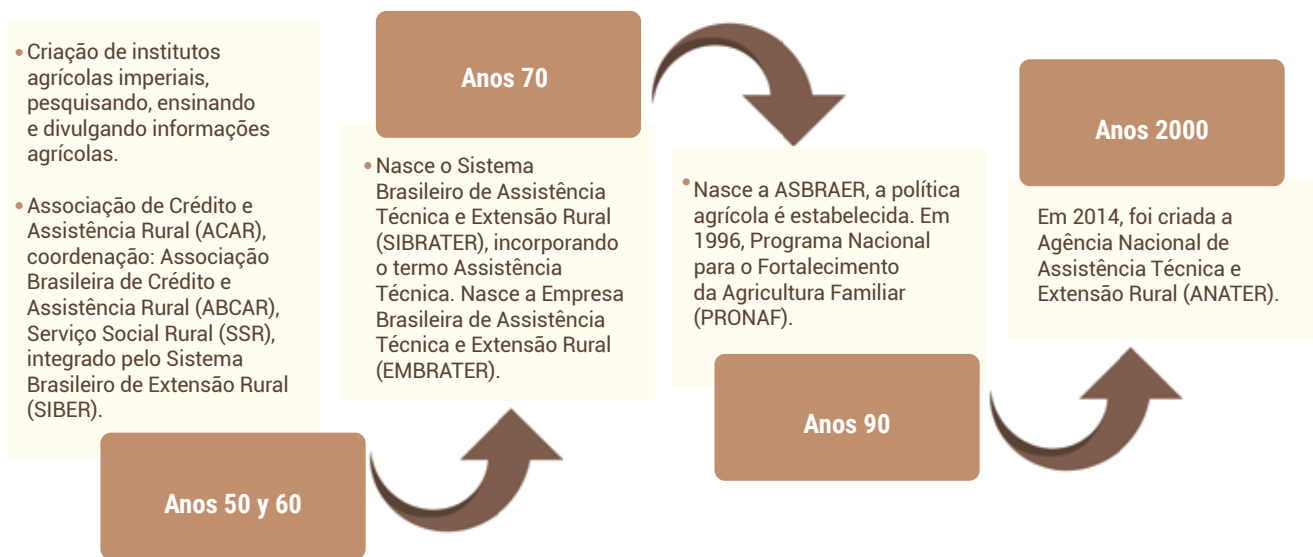 • Criação de institutos
agrícolas imperiais,
pesquisando, ensinando
e divulgando informações
agrícolas.
• Associação de Crédito e
Assistência Rural (ACAR),
coordenação: Associação
Brasileira de Crédito e
Assistência Rural (ABCAR),
Serviço Social Rural (SSR),
integrado pelo Sistema
Brasileiro de Extensão Rural
(SIBER).
Anos 50 y 60
Anos 70
• Nasce o Sistema
Brasileiro de Assistência
Técnica e Extensão Rural
(SIBRATER), incorporando
o termo Assistência
Técnica. Nasce a Empresa
Brasileira de Assistência
Técnica e Extensão Rural
(EMBRATER).
• Nasce a ASBRAER, a política
agrícola é estabelecida. Em
1996, Programa Nacional
para o Fortalecimento
da Agricultura Familiar
(PRONAF).
Anos 90
Anos 2000
Em 2014, foi criada a
Agência Nacional de
Assistência Técnica e
Extensão Rural (ANATER).